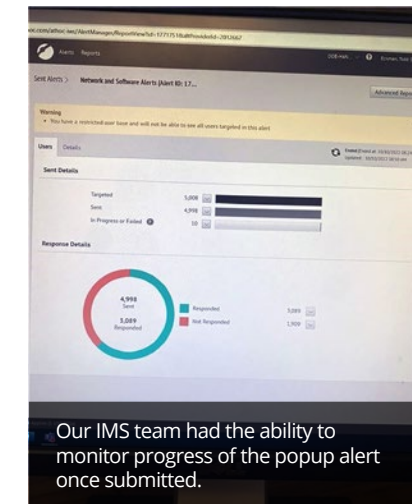 Alerts Reports
Sent Alerts > Network and Software Alerts (Alert ID: 17...
Advanced Repo
Warning
• You have a restricted user base and will not be able to see all users targeted in this alert
Users Details
Sent Details
Targeted 5,008
Sent 4,998
In Progress or Failed 10
Response Details
4,998
Sent
3,089
Responded
Responded 3,089
Not Responded 1,909
Our IMS team had the ability to
monitor progress of the popup alert
once submitted.